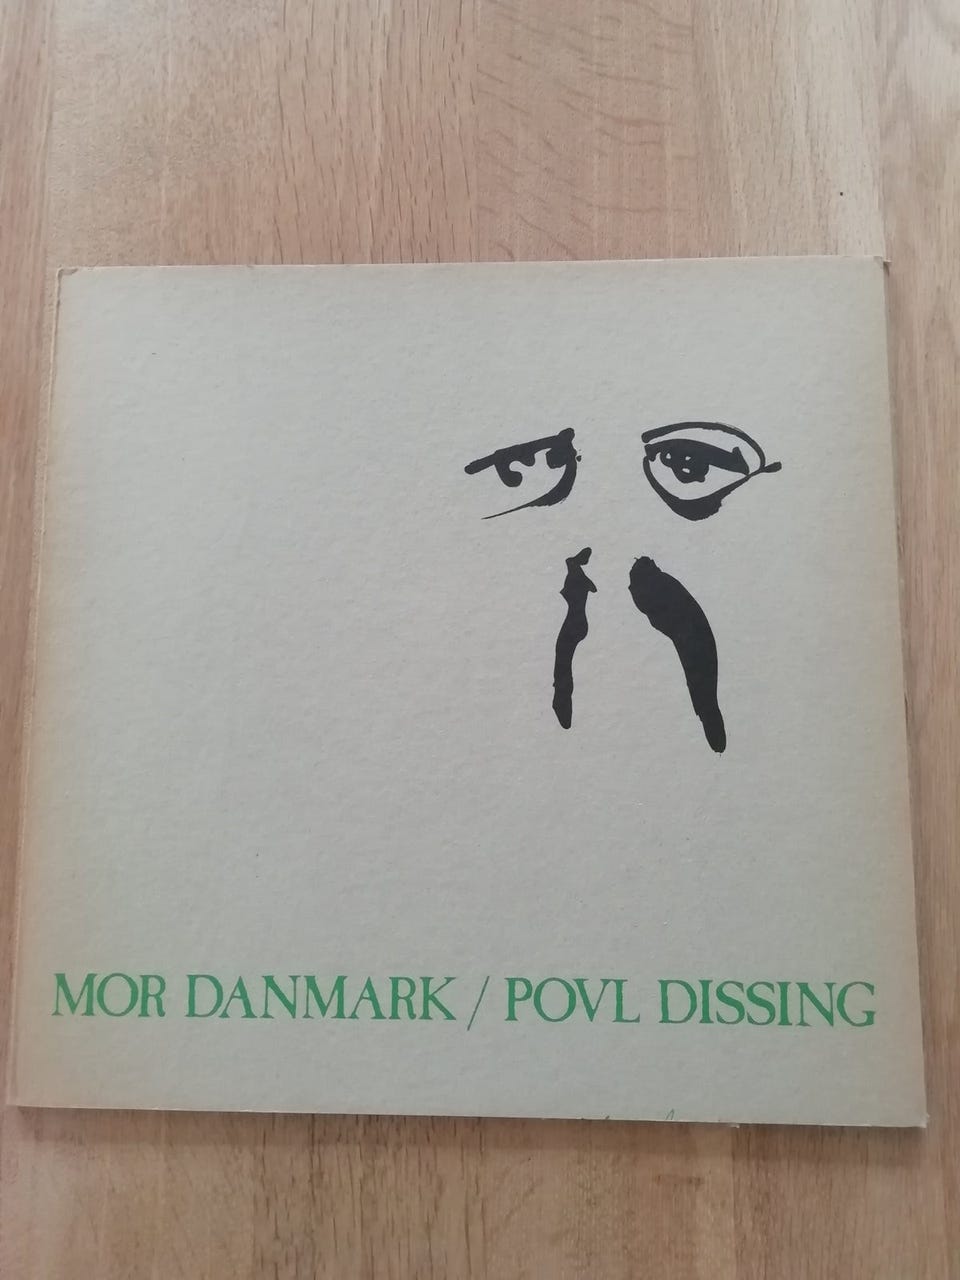 MOR DANMARK / POVL DISSING